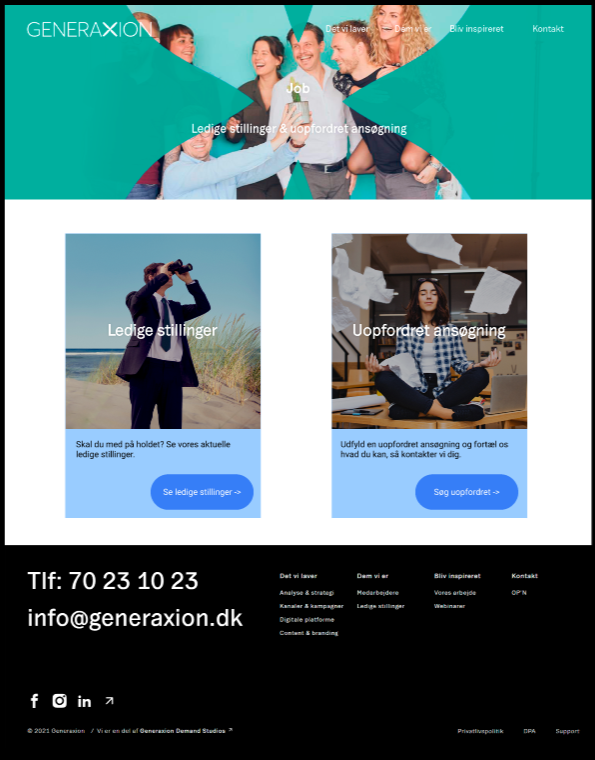 GENERAXION
Det vi laver Dem vi er Bliv inspireret Kontakt
Job
Ledige stillinger & uopfordret ansøgning
Ledige stillinger
Uopfordret ansøgning
Skal du med på holdet? Se vores aktuelle
ledige stillinger.
Se ledige stillinger ->
Udfyld en uopfordret ansøgning og fortæl os
hvad du kan, så kontakter vi dig.
Søg uopfordret ->
Tlf: 70 23 10 23
info@generaxion.dk
Det vi laver
Analyse & strategi
Kanaler & kampagner
Digitale platforme
Content & branding
Dem vi er
Medarbejdere
Ledige stillinger
Bliv inspireret
Vores arbejde
Webinarer
Kontakt
OP'N
in
© 2021 Generaxion / Vi er en del af Generaxion Demand Studios
Privatlivspolitik DPA Support